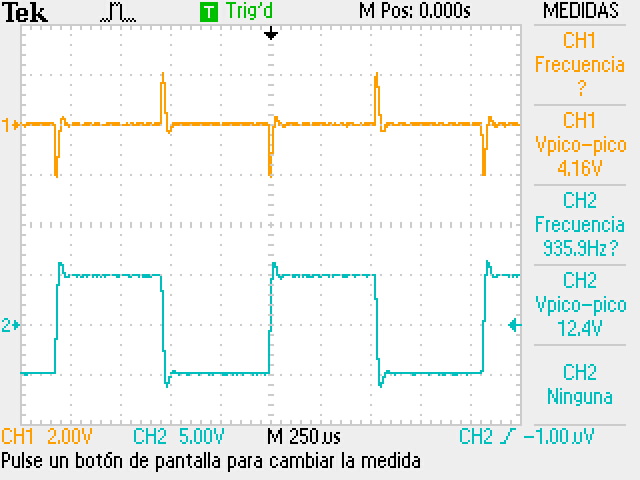 Tek T Trig'd M Pos: 0.000s MEDIDAS
CH1
Frecuencia
?
1
CH1
Vpico-pico
4.16V
CH2
Frecuencia
935.9Hz?
CH2
Vpico-pico
12.4V
2
CH2
Ninguna
CH1 2.00V CH2 5.00V M 250µs CH2 -1.00µV
Pulse un botón de pantalla para cambiar la medida